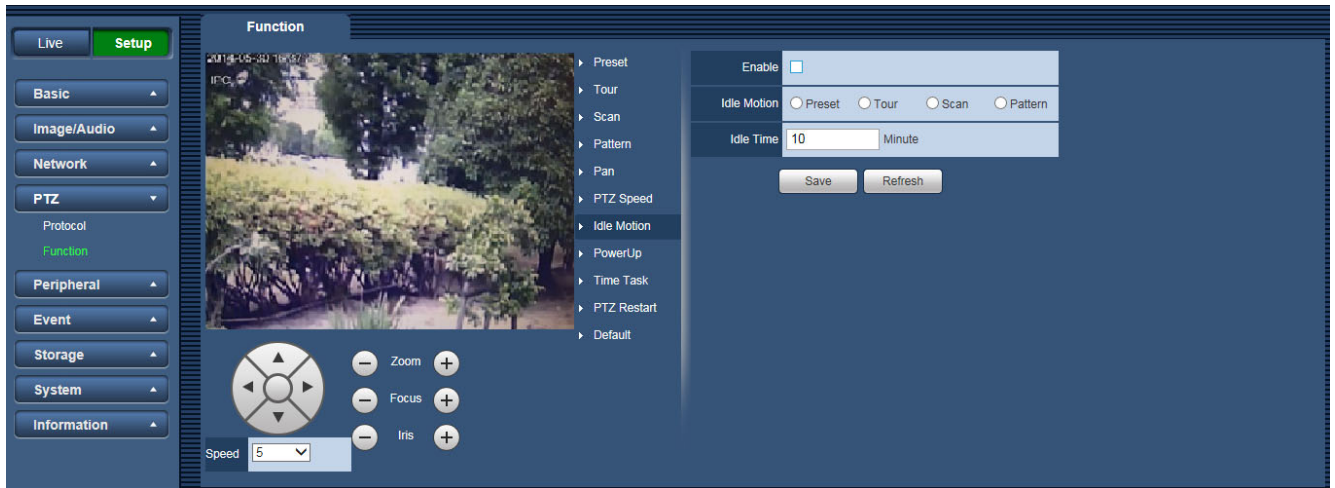 Live Setup
Basic
Image/Audio
Network
PTZ
Protocol
Function
Peripheral
Event
Storage
System
Information
Function
IPC
Zoom
Focus
Iris
Speed 5
Preset
Tour
Scan
Pattern
Pan
PTZ Speed
Idle Motion
PowerUp
Time Task
PTZ Restart
Default
Enable
Idle Motion Preset Tour Scan Pattern
Idle Time 10 Minute
Save Refresh